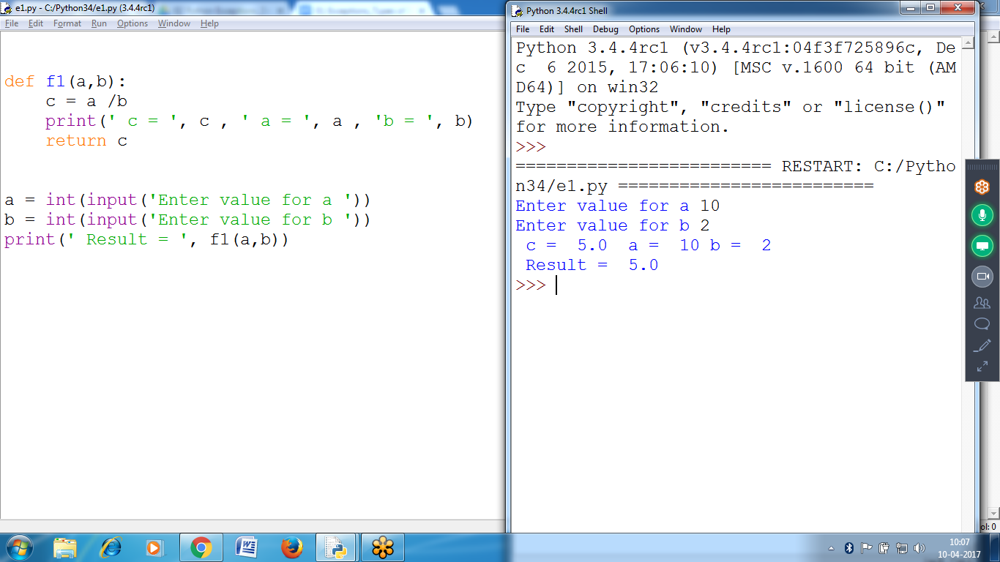 e1.py - C:/Python34/e1.py (3.4.4rc1)
File Edit Format Run Options Window Help
def f1(a,b):
    c = a /b
    print(' c = ', c , ' a = ', a , 'b = ', b)
    return c
a = int(input('Enter value for a '))
b = int(input('Enter value for b '))
print(' Result = ', f1(a,b))
Python 3.4.4rc1 Shell
File Edit Shell Debug Options Window Help
Python 3.4.4rc1 (v3.4.4rc1:04f3f725896c, De
c  6 2015, 17:06:10) [MSC v.1600 64 bit (AM
D64)] on win32
Type "copyright", "credits" or "license()"
for more information.
>>>
========================= RESTART: C:/Pytho
n34/e1.py =========================
Enter value for a 10
Enter value for b 2
 c =  5.0  a =  10 b =  2
 Result =  5.0
>>>
ol: 0
10:07
10-04-2017